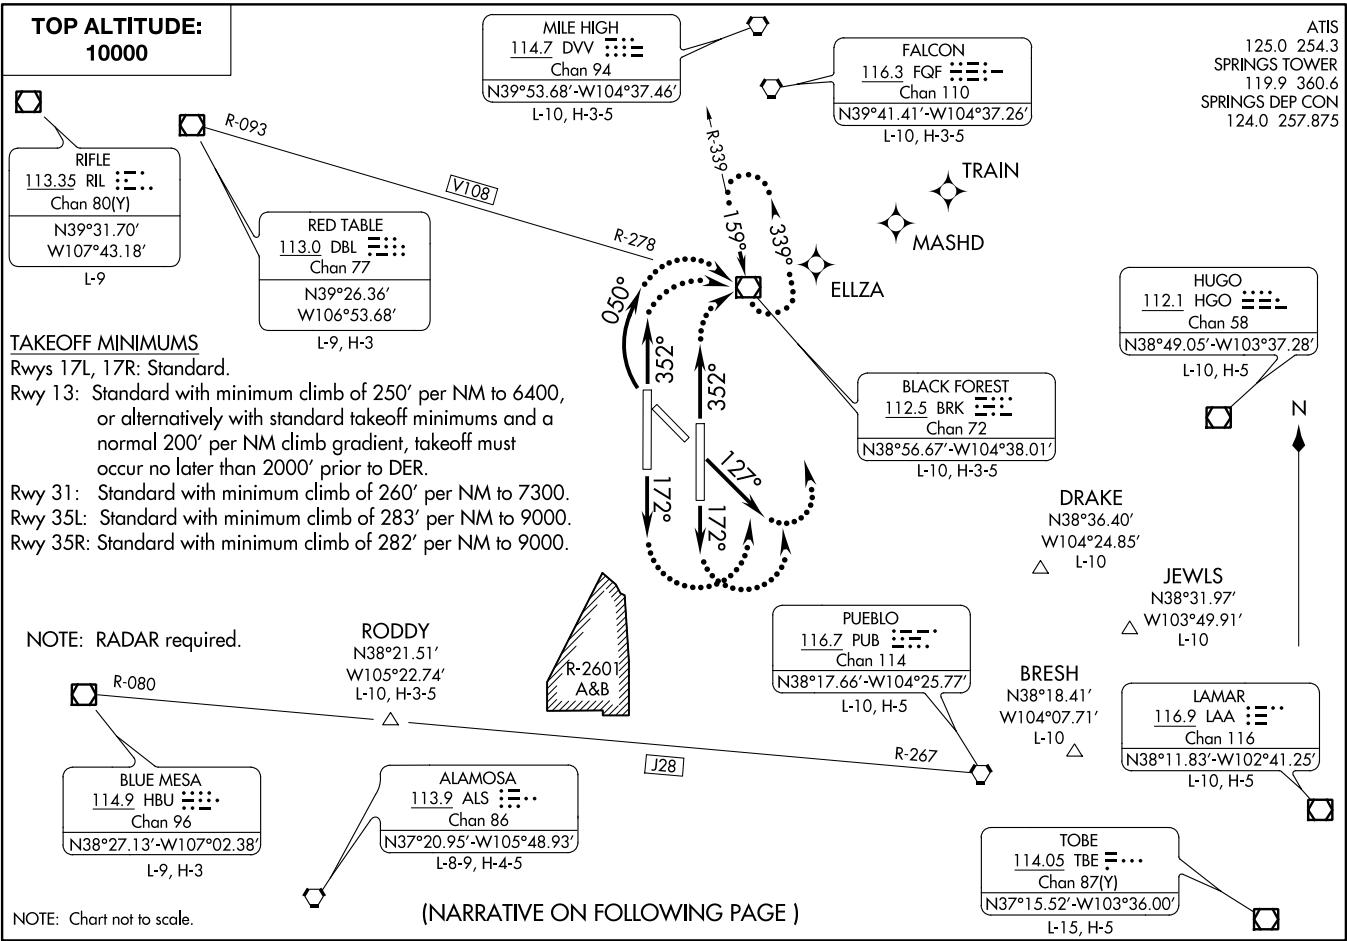 TOP ALTITUDE:
10000
MILE HIGH
114.7 DVV
Chan 94
N39°53.68′-W104°37.46′
L-10, H-3-5
FALCON
116.3 FQF
Chan 110
N39°41.41′-W104°37.26′
L-10, H-3-5
ATIS
125.0 254.3
SPRINGS TOWER
119.9 360.6
SPRINGS DEP CON
124.0 257.875
RIFLE
113.35 RIL
Chan 80(Y)
N39°31.70′
W107°43.18′
L-9
R-093
V108
R-278
RED TABLE
113.0 DBL
Chan 77
N39°26.36′
W106°53.68′
L-9, H-3
R-339
159°
339°
TRAIN
MASHD
ELLZA
HUGO
112.1 HGO
Chan 58
N38°49.05′-W103°37.28′
L-10, H-5
050°
352°
352°
127°
172°
172°
BLACK FOREST
112.5 BRK
Chan 72
N38°56.67′-W104°38.01′
L-10, H-3-5
N
TAKEOFF MINIMUMS
Rwys 17L, 17R: Standard.
Rwy 13: Standard with minimum climb of 250′ per NM to 6400,
or alternatively with standard takeoff minimums and a
normal 200′ per NM climb gradient, takeoff must
occur no later than 2000′ prior to DER.
Rwy 31: Standard with minimum climb of 260′ per NM to 7300.
Rwy 35L: Standard with minimum climb of 283′ per NM to 9000.
Rwy 35R: Standard with minimum climb of 282′ per NM to 9000.
DRAKE
N38°36.40′
W104°24.85′
L-10
JEWLS
N38°31.97′
W103°49.91′
L-10
NOTE: RADAR required.
RODDY
N38°21.51′
W105°22.74′
L-10, H-3-5
R-2601
A&B
PUEBLO
116.7 PUB
Chan 114
N38°17.66′-W104°25.77′
L-10, H-5
BRESH
N38°18.41′
W104°07.71′
L-10
LAMAR
116.9 LAA
Chan 116
N38°11.83′-W102°41.25′
L-10, H-5
R-080
J28
R-267
BLUE MESA
114.9 HBU
Chan 96
N38°27.13′-W107°02.38′
L-9, H-3
ALAMOSA
113.9 ALS
Chan 86
N37°20.95′-W105°48.93′
L-8-9, H-4-5
TOBE
114.05 TBE
Chan 87(Y)
N37°15.52′-W103°36.00′
L-15, H-5
NOTE: Chart not to scale.
(NARRATIVE ON FOLLOWING PAGE )